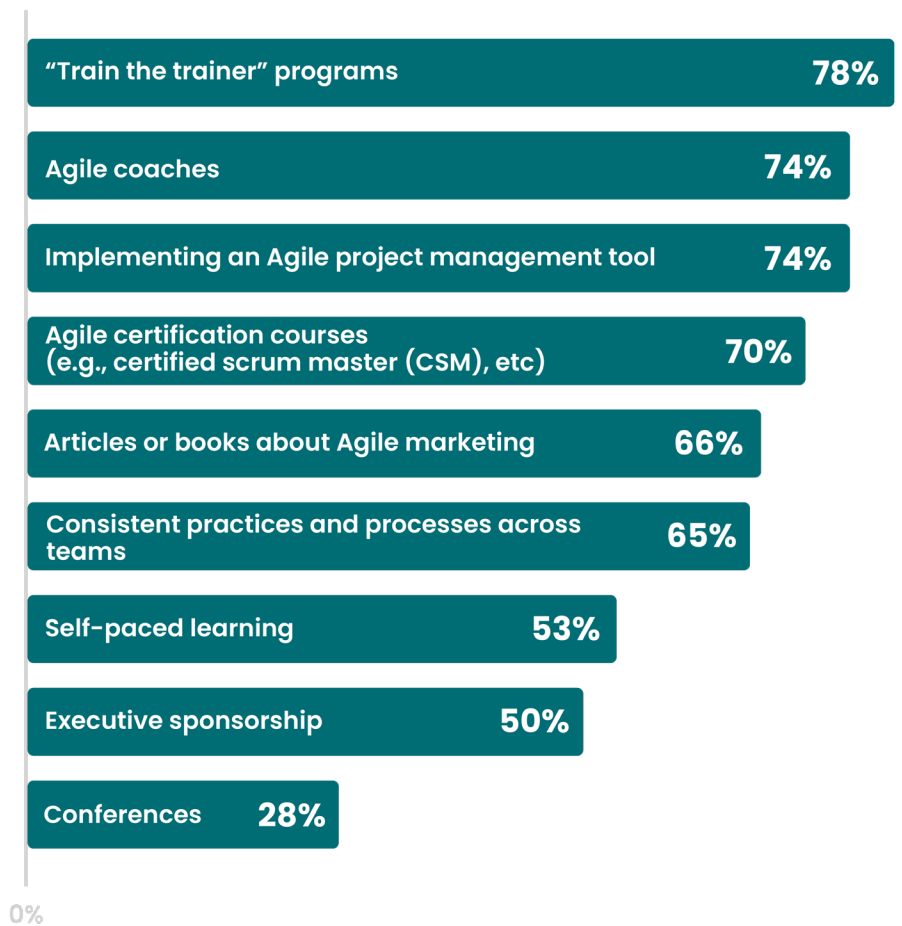 “Train the trainer” programs 78%
Agile coaches 74%
Implementing an Agile project management tool 74%
Agile certification courses
(e.g., certified scrum master (CSM), etc) 70%
Articles or books about Agile marketing 66%
Consistent practices and processes across
teams 65%
Self-paced learning 53%
Executive sponsorship 50%
Conferences 28%
0%